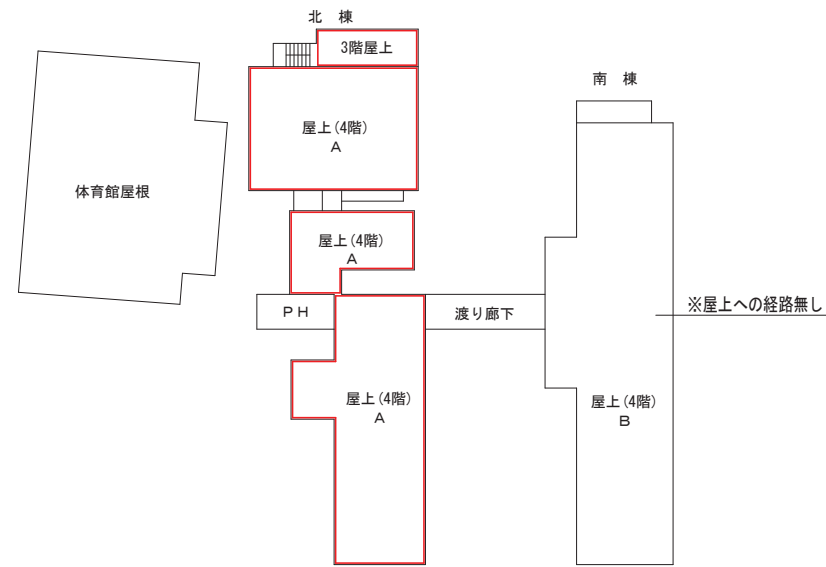 北 棟
3階屋上
南 棟
屋上(4階)
A
体育館屋根
屋上(4階)
A
PH
渡り廊下
※屋上への経路無し
屋上(4階)
A
屋上(4階)
B